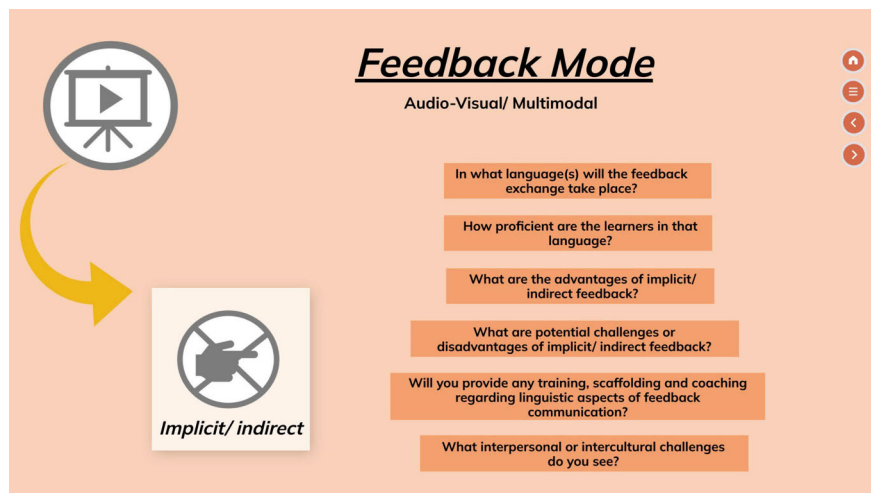 Feedback Mode
Audio-Visual/ Multimodal
In what language(s) will the feedback
exchange take place?
How proficient are the learners in that
language?
What are the advantages of implicit/
indirect feedback?
What are potential challenges or
disadvantages of implicit/ indirect feedback?
Will you provide any training, scaffolding and coaching
regarding linguistic aspects of feedback
communication?
What interpersonal or intercultural challenges
do you see?
Implicit/ indirect